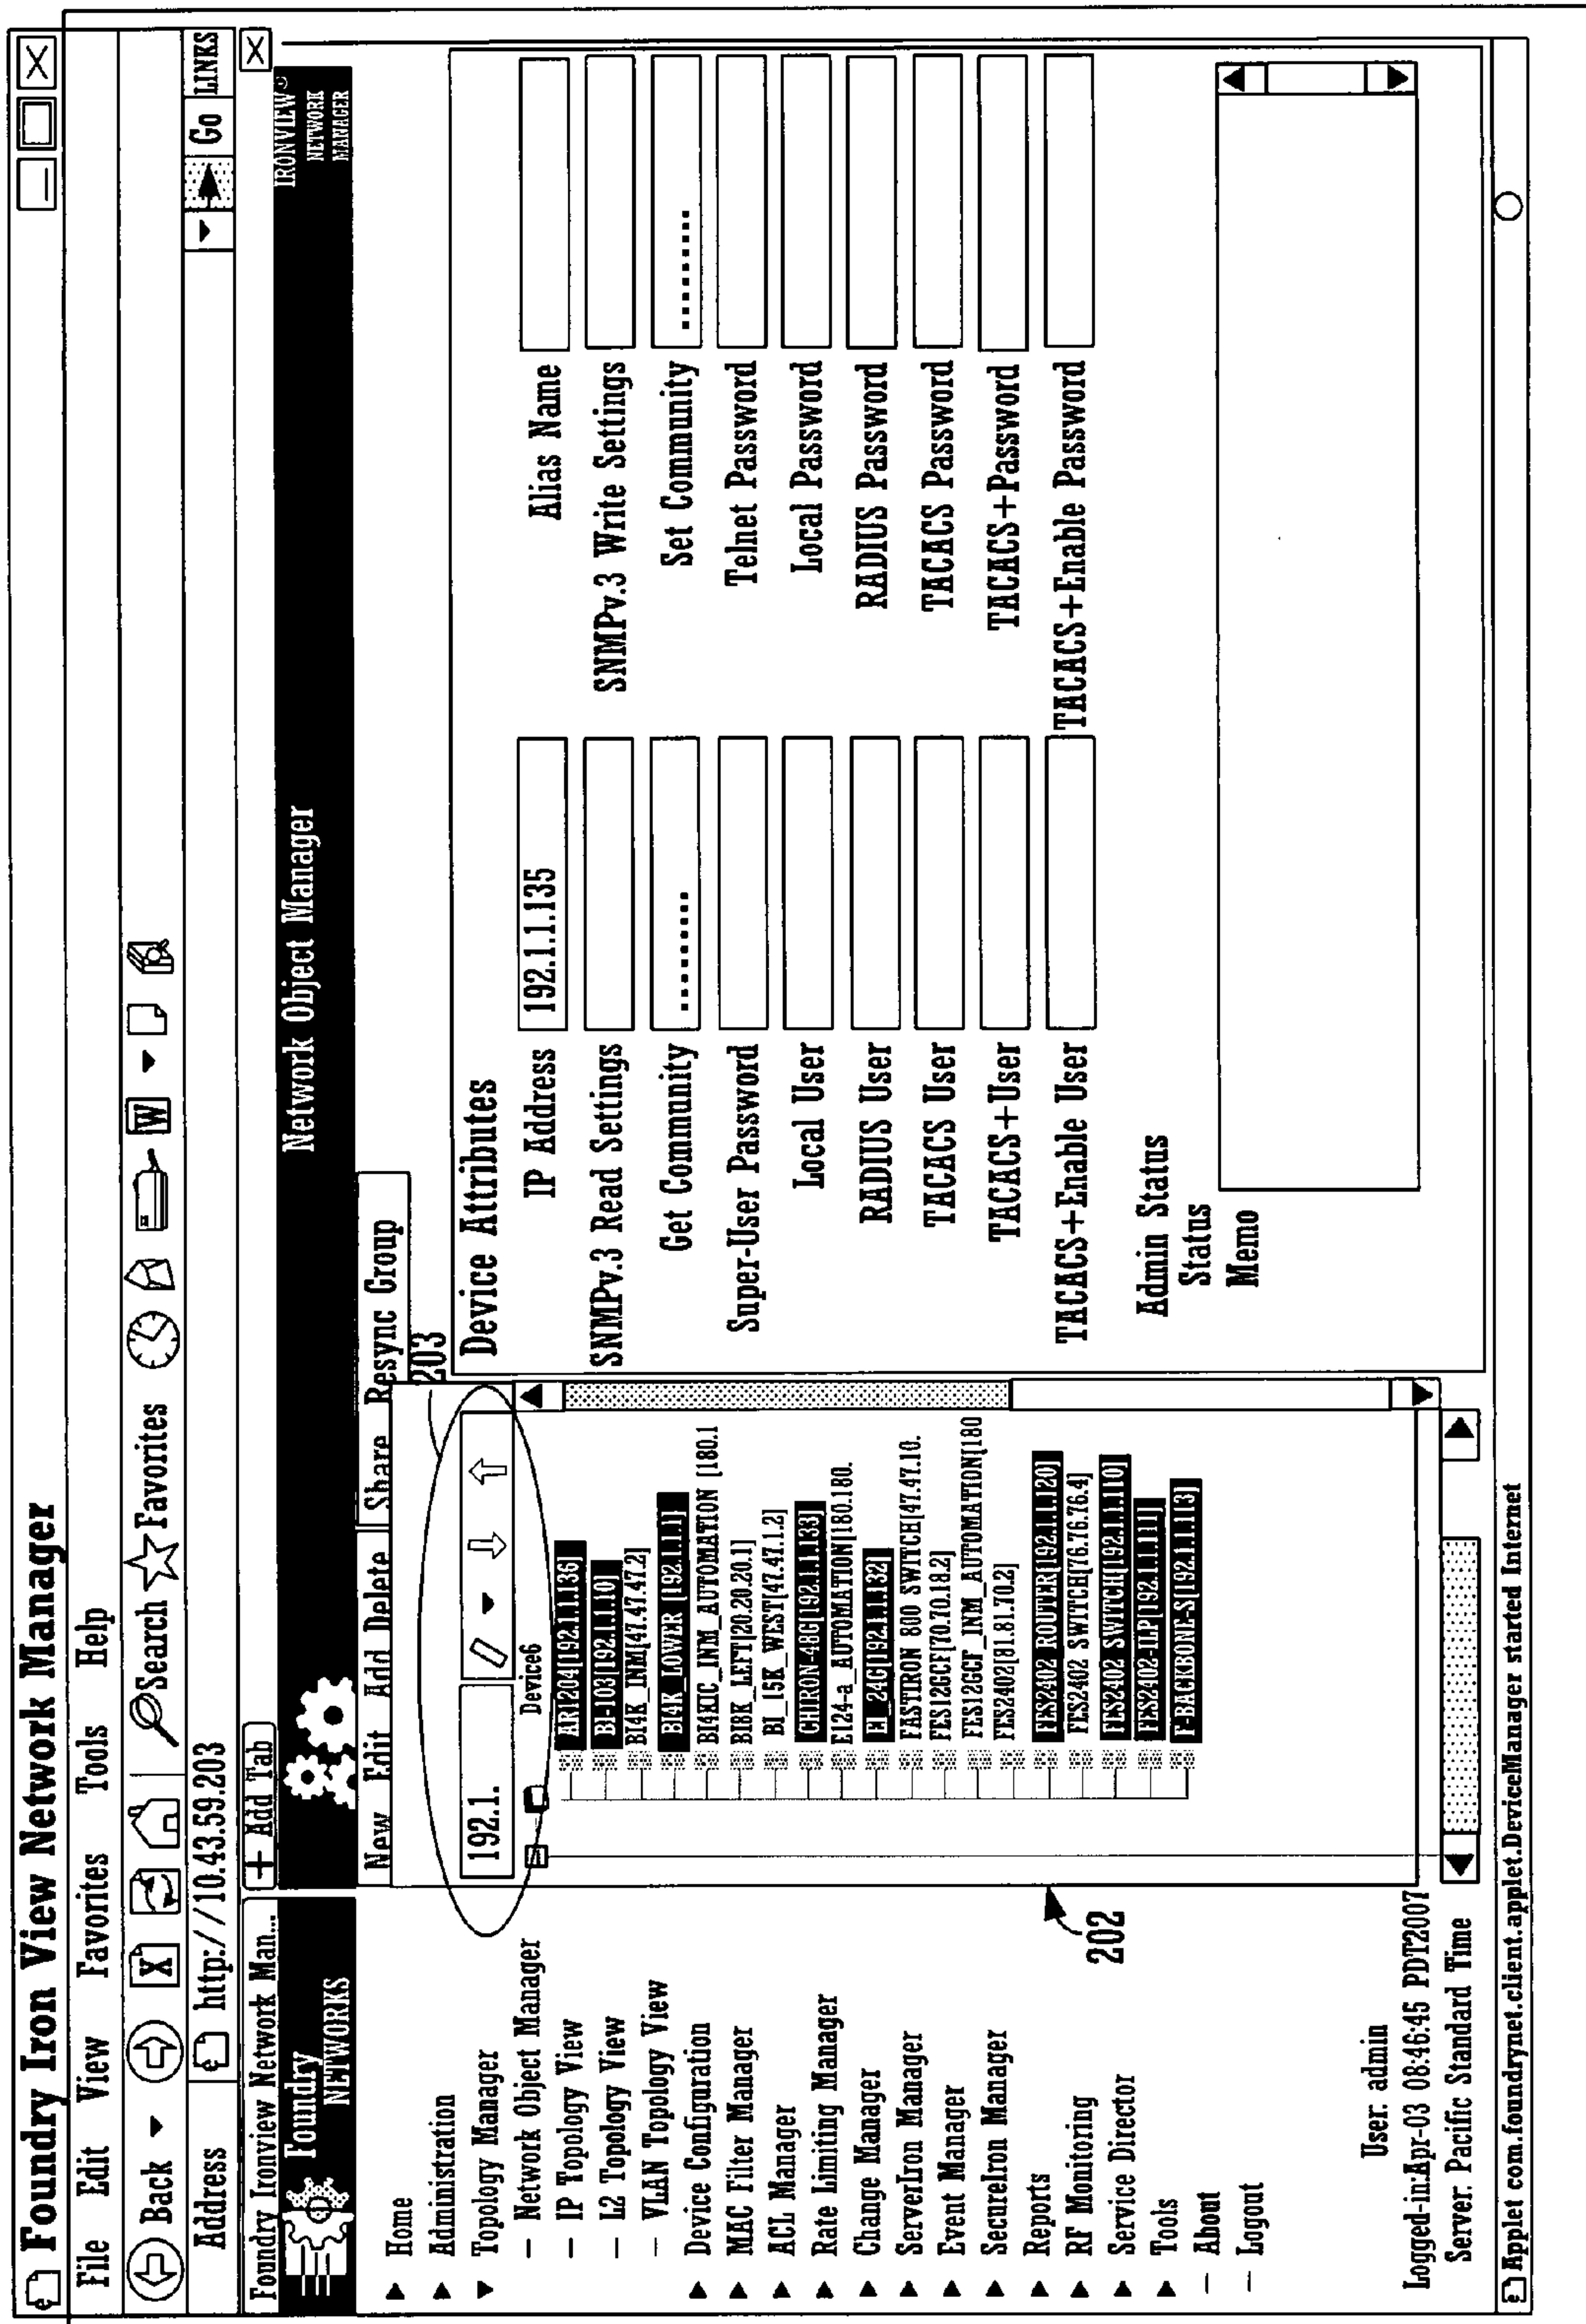 Foundry Iron View Network Manager
File Edit View Favorites Tools Help
Back Search Favorites W
Address http://10.43.59.203 Go LINKS
Foundry Ironview Network Man... + Add Tab
Foundry
NETWORKS
Network Object Manager
IRONVIEW®
NETWORK
MANAGER
New Edit Add Delete Share Resync Group
203
Home
Administration
Topology Manager
– Network Object Manager
– IP Topology View
– L2 Topology View
– VLAN Topology View
Device Configuration
MAC Filter Manager
ACL Manager
Rate Limiting Manager
Change Manager
ServerIron Manager
Event Manager
SecureIron Manager
Reports
RF Monitoring
Service Director
Tools
– About
– Logout
User: admin
Logged-in:Apr-03 08:46:45 PDT2007
Server: Pacific Standard Time
202
192.1.
Device6
AR1204[192.1.1.136]
BI-103[192.1.1.10]
BI4K_INM[47.47.47.2]
BI4K_LOWER [192.1.1.1]
BI4KIC_INM_AUTOMATION [180.1
BI8K_LEFT[20.20.20.1]
BI_15K_WEST[47.47.1.2]
CHIRON-48G[192.1.1.133]
E124-a_AUTOMATION[180.180.
EI_24G[192.1.1.132]
FASTIRON 800 SWITCH[47.47.10.
FES12GCF[70.70.18.2]
FES12GCF_INM_AUTOMATION[180
FES2402[81.81.70.2]
FES2402 ROUTER[192.1.1.120]
FES2402 SWITCH[76.76.76.4]
FES2402 SWITCH[192.1.1.110]
FES2402-ILP[192.1.1.111]
F-BACKBONE-S[192.1.1.113]
Device Attributes
IP Address 192.1.1.135 Alias Name
SNMPv.3 Read Settings SNMPv.3 Write Settings
Get Community ......... Set Community .........
Super-User Password Telnet Password
Local User Local Password
RADIUS User RADIUS Password
TACACS User TACACS Password
TACACS+User TACACS+Password
TACACS+Enable User TACACS+Enable Password
Admin Status
Status
Memo
Applet com.foundrynet.client.applet.DeviceManager started Internet